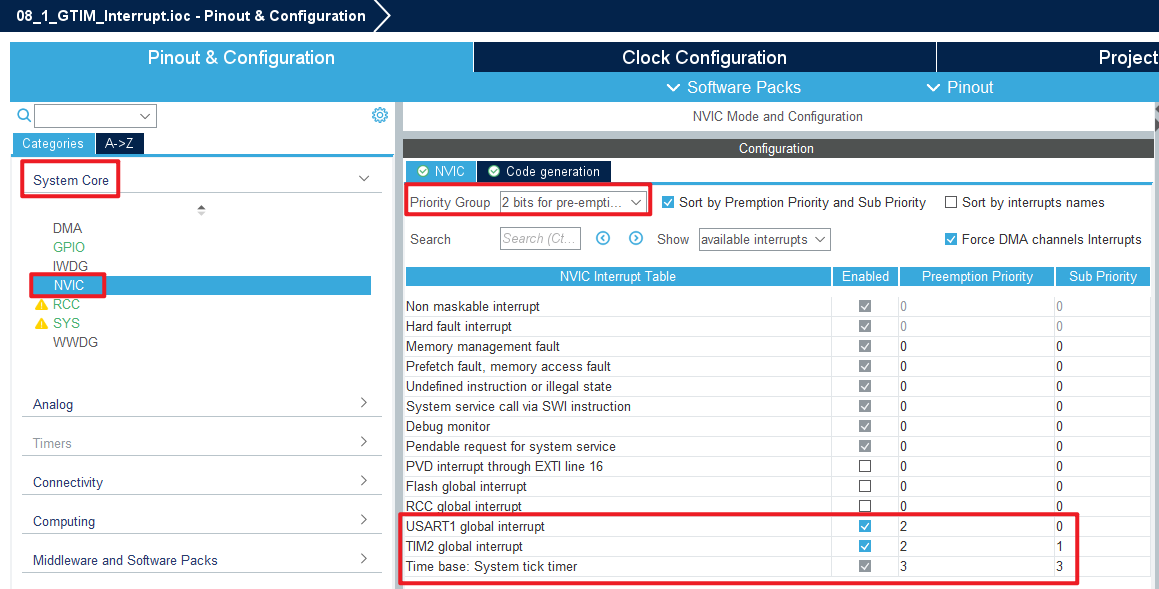 08_1_GTIM_Interrupt.ioc - Pinout & Configuration
Pinout & Configuration
Clock Configuration
Project
Software Packs
Pinout
NVIC Mode and Configuration
Categories
A->Z
Configuration
System Core
NVIC
Code generation
Priority Group
2 bits for pre-empti...
Sort by Premption Priority and Sub Priority
Sort by interrupts names
Search
Search (Ct...
Show
available interrupts
Force DMA channels Interrupts
DMA
GPIO
IWDG
NVIC
RCC
SYS
WWDG
Analog
Timers
Connectivity
Computing
Middleware and Software Packs
NVIC Interrupt Table Enabled Preemption Priority Sub Priority
Non maskable interrupt 0 0
Hard fault interrupt 0 0
Memory management fault 0 0
Prefetch fault, memory access fault 0 0
Undefined instruction or illegal state 0 0
System service call via SWI instruction 0 0
Debug monitor 0 0
Pendable request for system service 0 0
PVD interrupt through EXTI line 16 0 0
Flash global interrupt 0 0
RCC global interrupt 0 0
USART1 global interrupt 2 0
TIM2 global interrupt 2 1
Time base: System tick timer 3 3